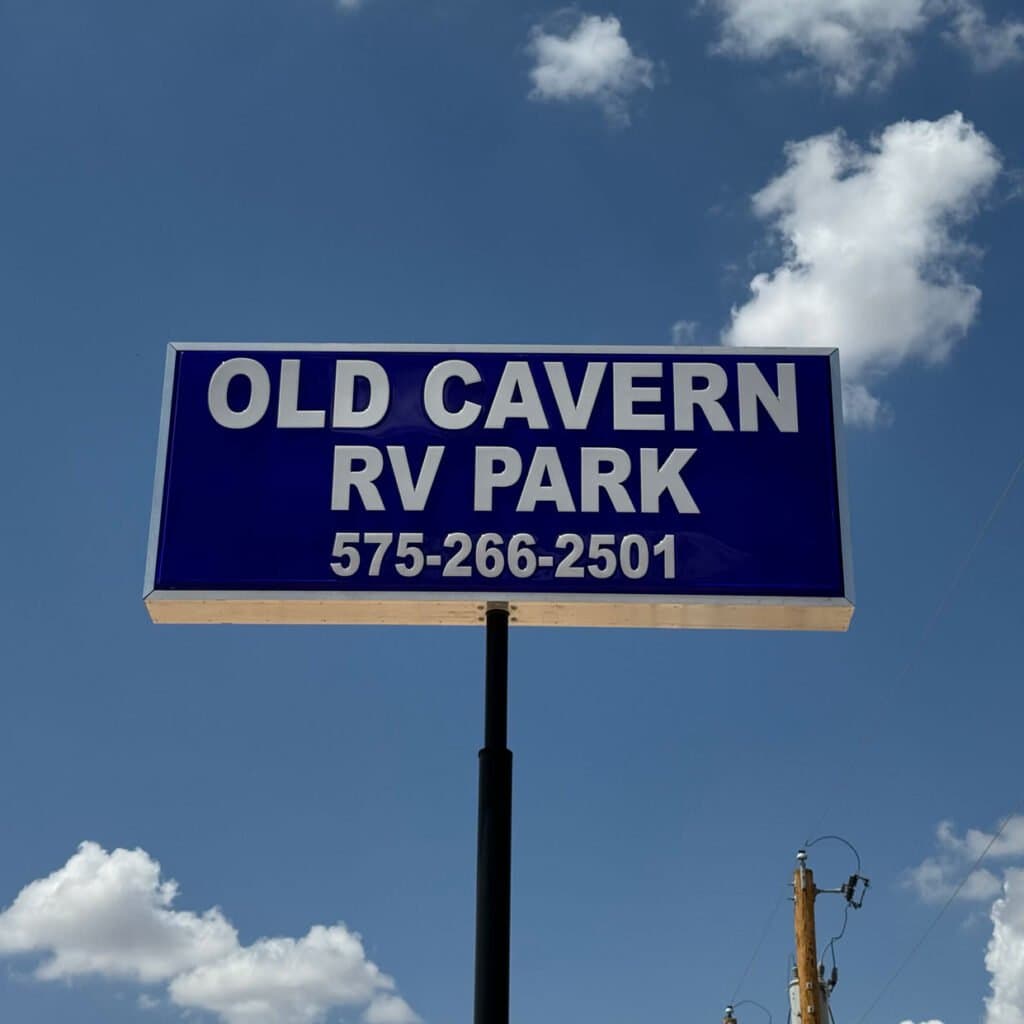 OLD CAVERN
RV PARK
575-266-2501